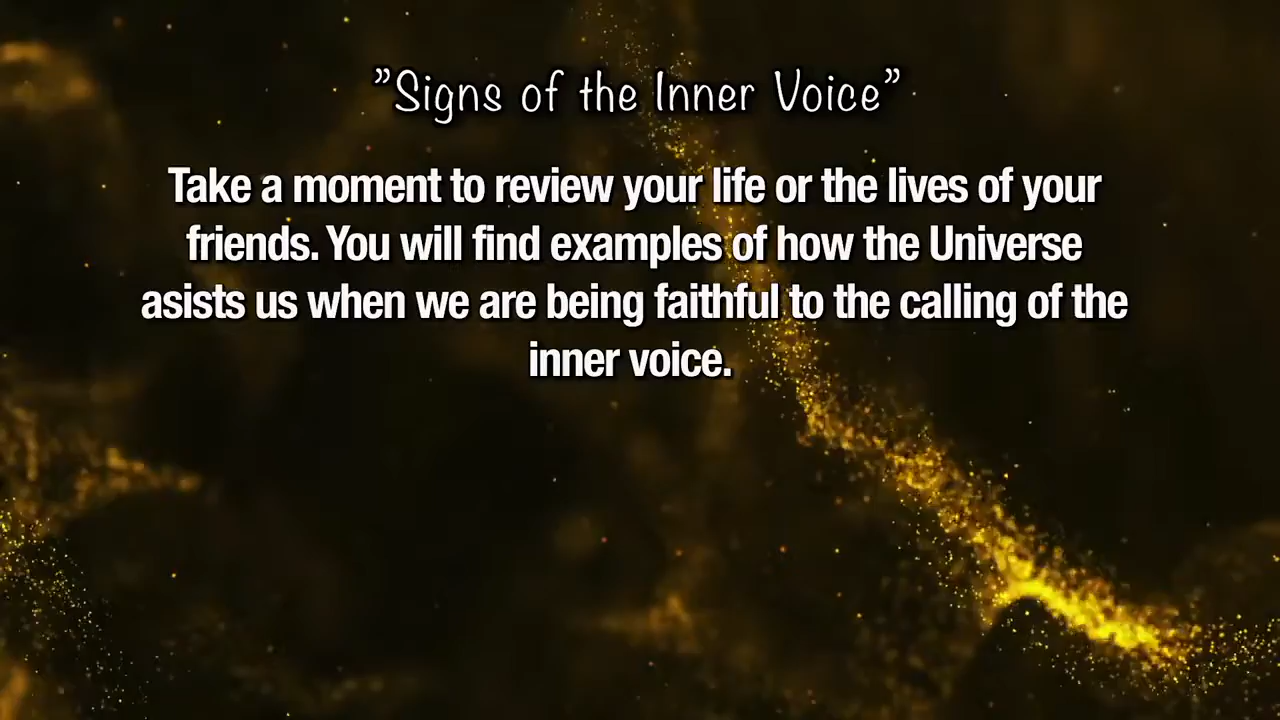 ”Signs of the Inner Voice”
Take a moment to review your life or the lives of your
friends. You will find examples of how the Universe
asists us when we are being faithful to the calling of the
inner voice.